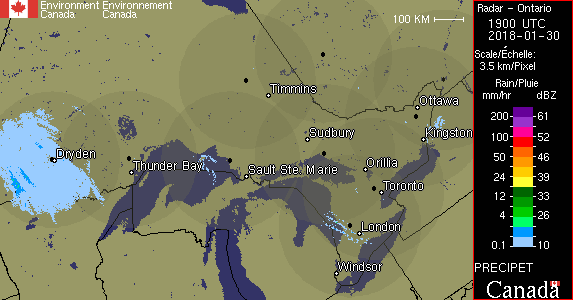 Environment Environnement
Canada Canada
100 KM
Radar - Ontario
1900 UTC
2018-01-30
Scale/Échelle:
3.5 km/Pixel
Rain/Pluie
mm/hr dBZ
200 61
100 52
50 46
24 39
12 33
4 26
0.1 10
PRECIPET
Canada
Timmins
Ottawa
Sudbury
Kingston
Dryden
Thunder Bay
Sault Ste. Marie
Orillia
Toronto
London
Windsor